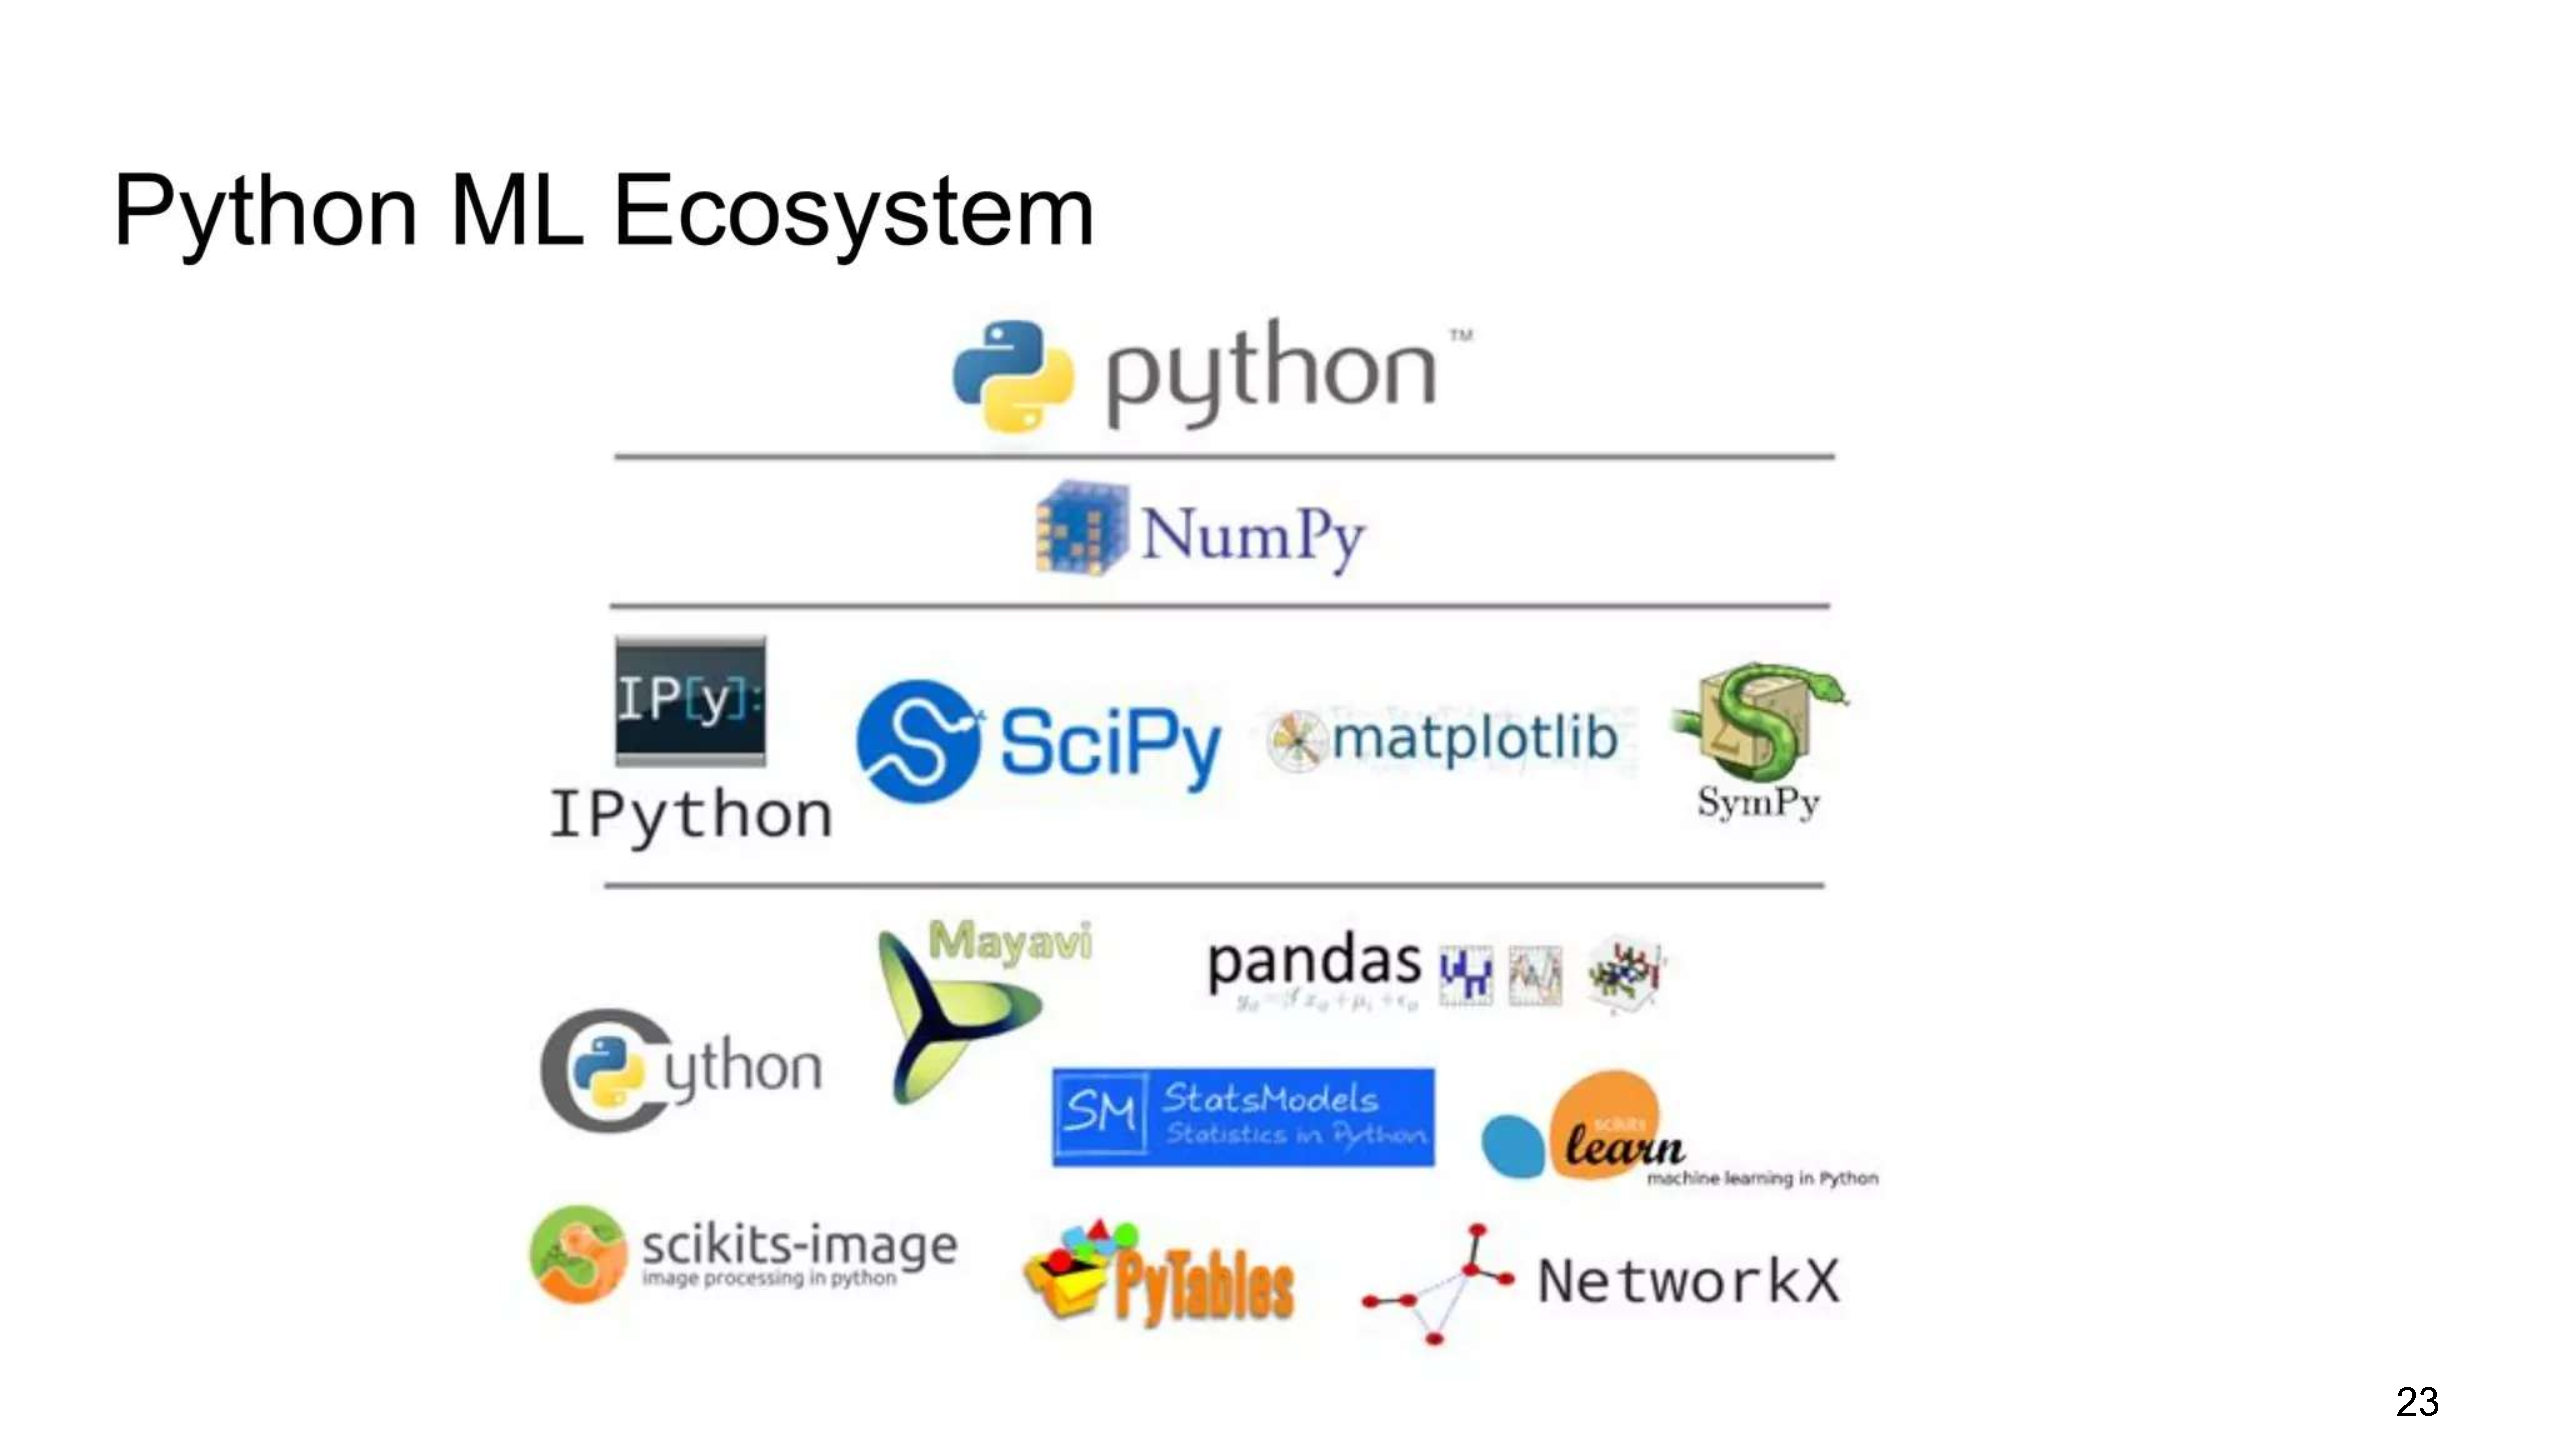 Python ML Ecosystem
python™
NumPy
IP[y]:
IPython
SciPy
matplotlib
SymPy
Mayavi
pandas
Cython
SM
StatsModels
Statistics in Python
scikits
learn
machine learning in Python
scikits-image
image processing in python
PyTables
NetworkX
23